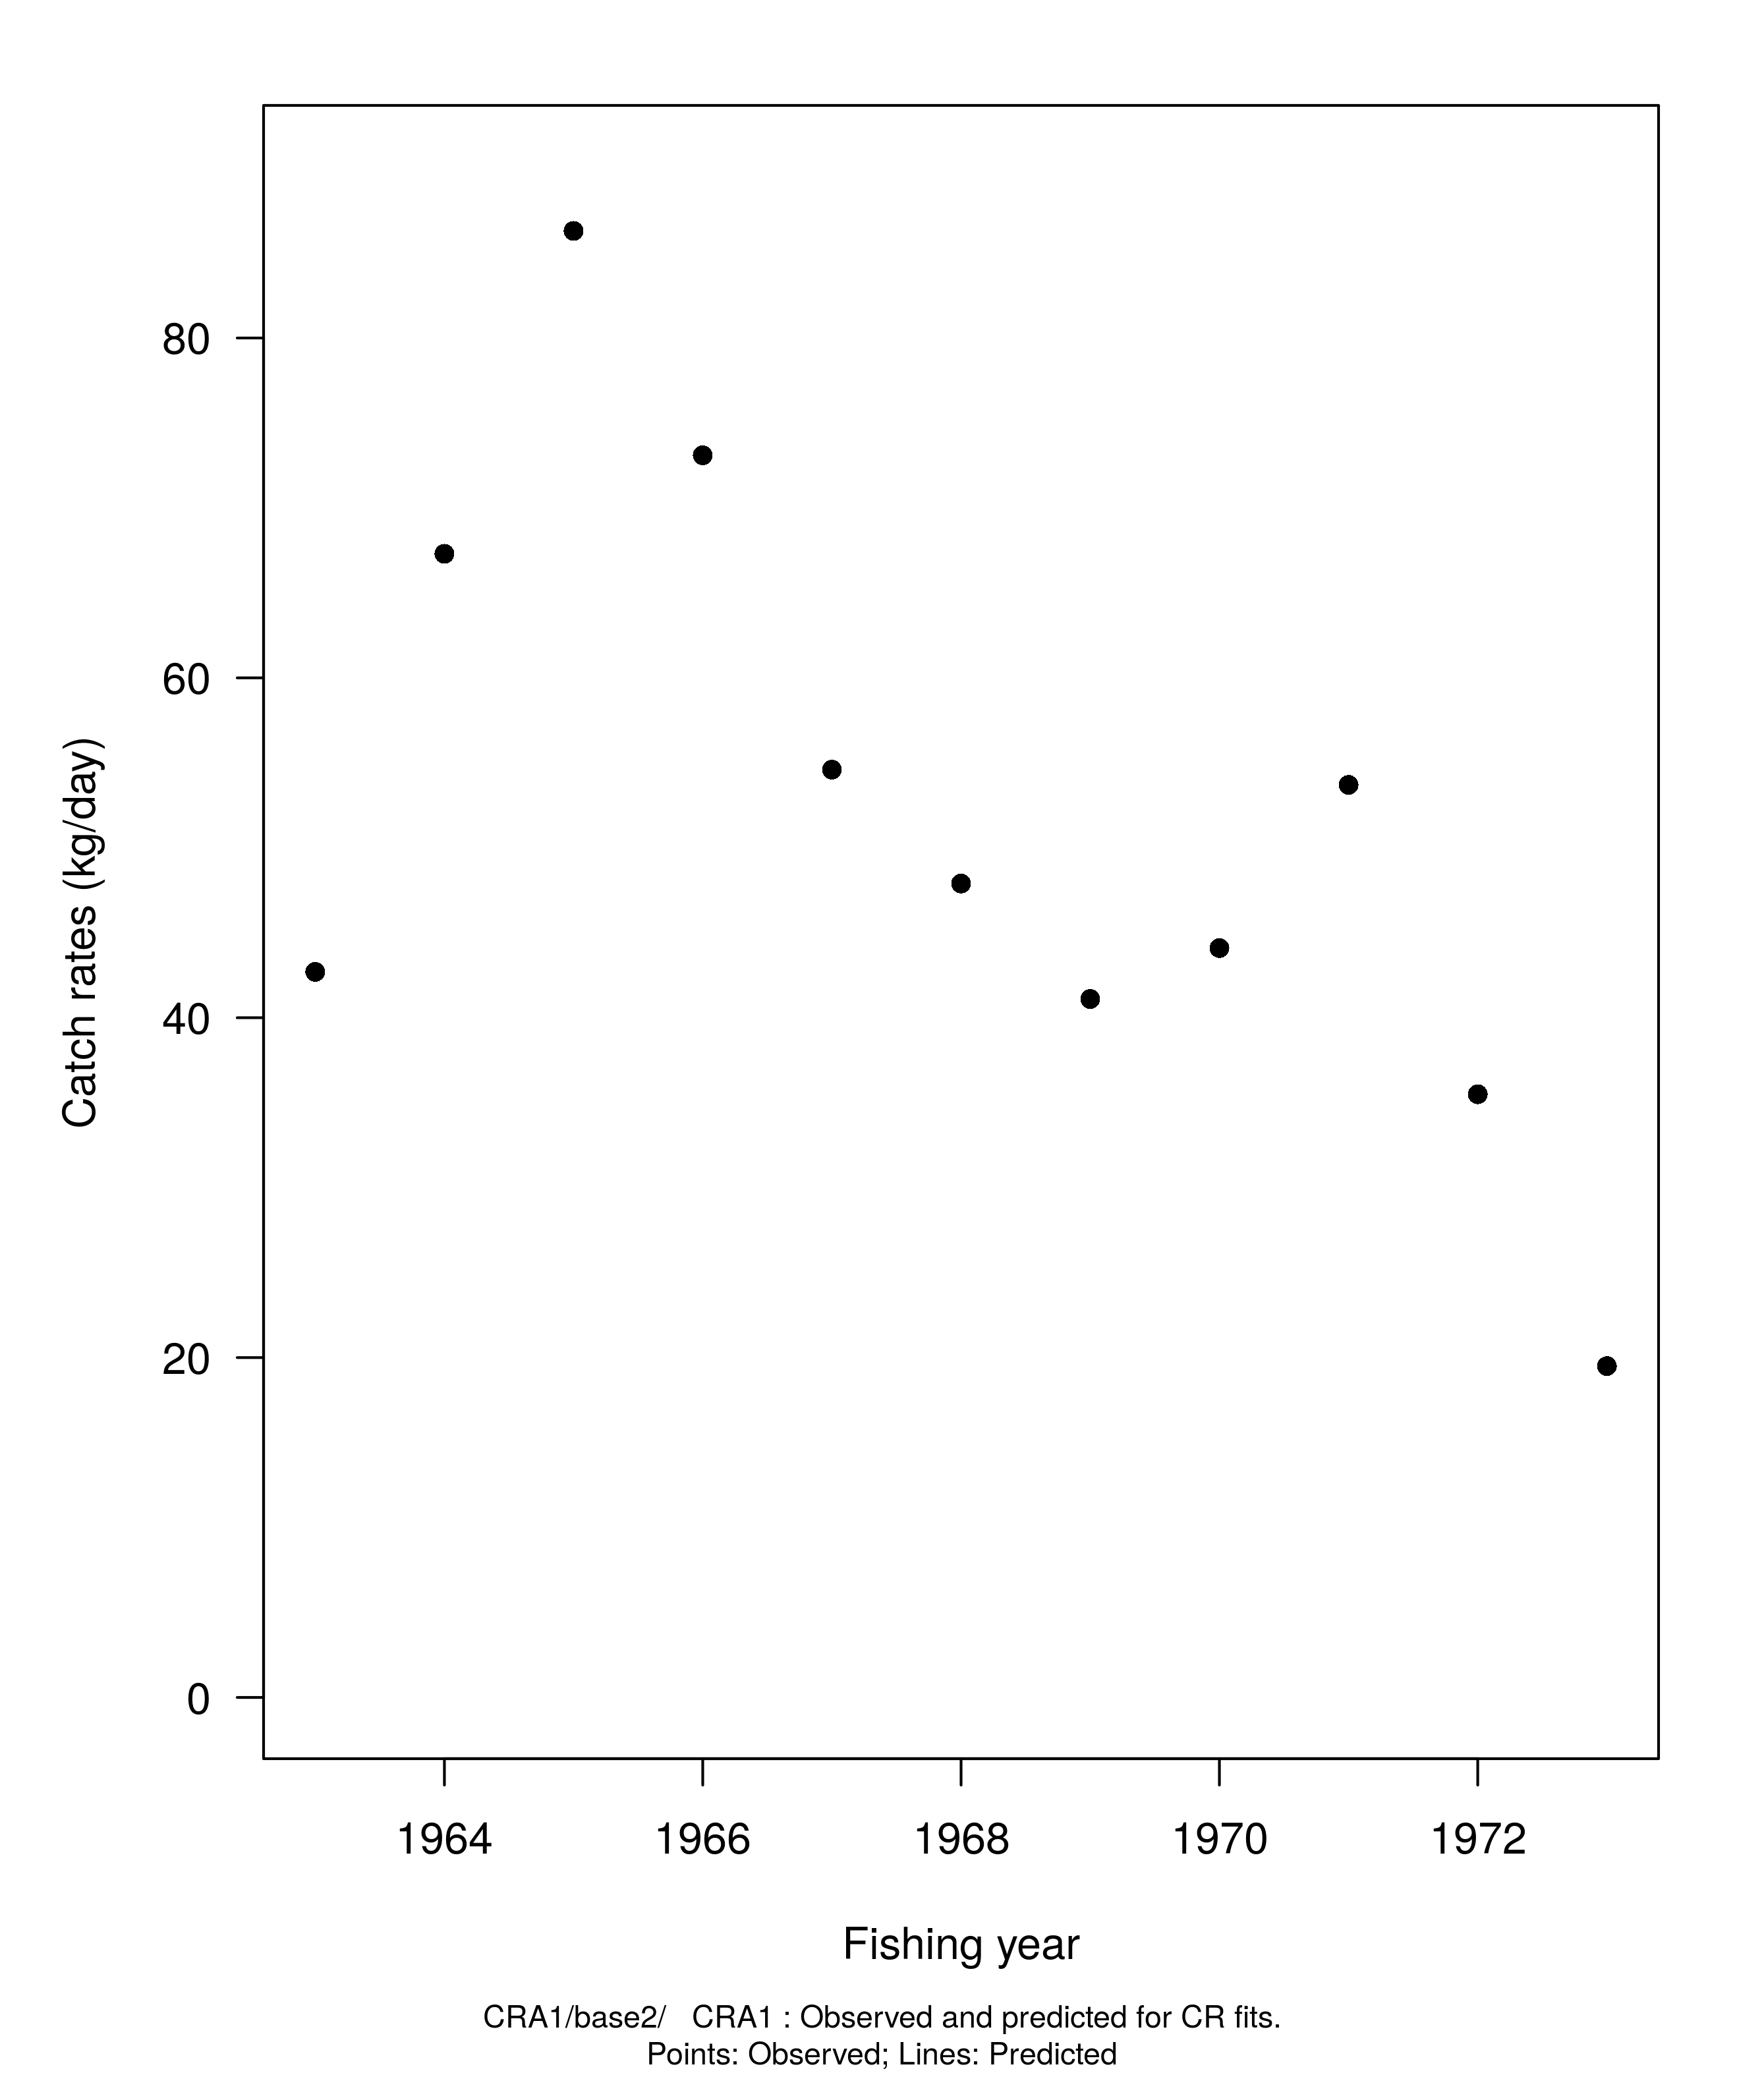 80
60
40
20
0
Catch rates (kg/day)
1964 1966 1968 1970 1972
Fishing year
CRA1/base2/ CRA1 : Observed and predicted for CR fits.
Points: Observed; Lines: Predicted